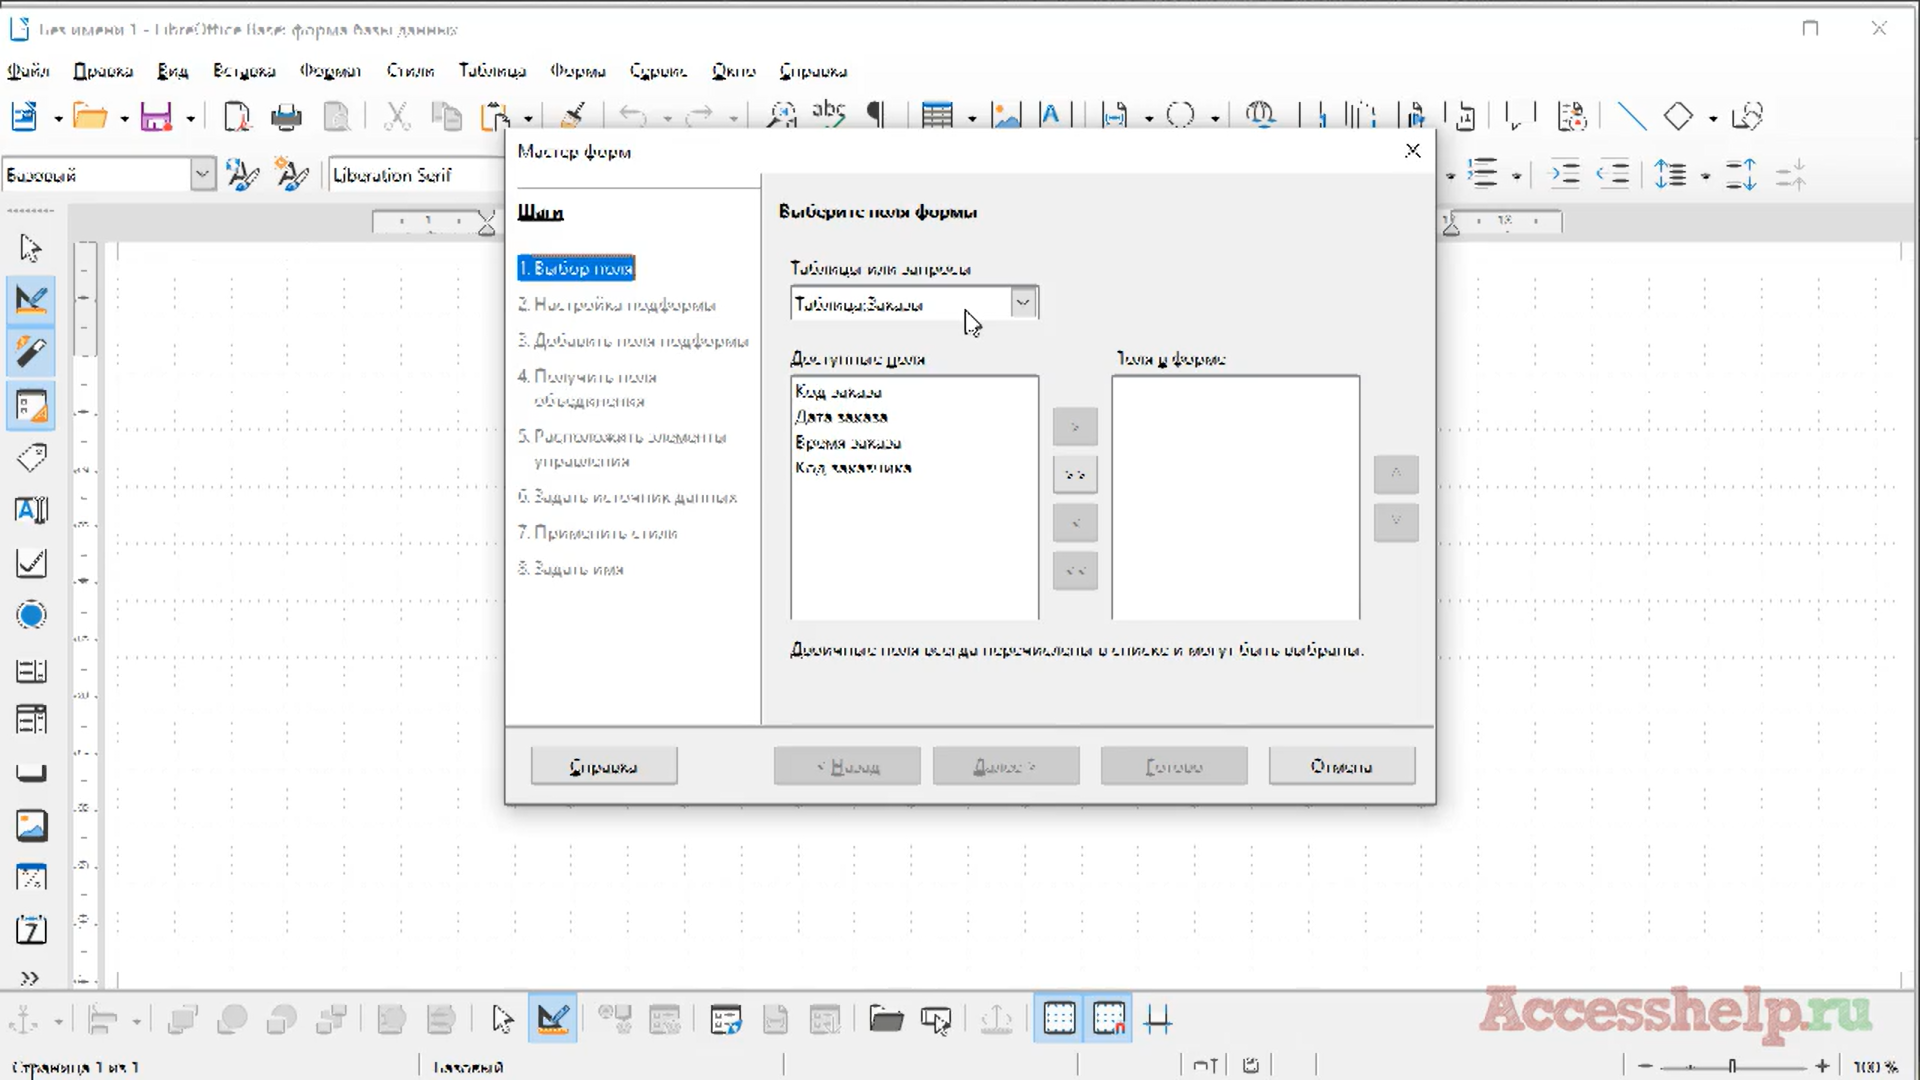 Без имени 1 - LibreOffice Base: форма базы данных
Файл Правка Вид Вставка Формат Стили Таблица Форма Сервис Окно Справка
Базовый
Liberation Serif
Мастер форм
Шаги
1. Выбор поля
2. Настройка подформы
3. Добавить поля подформы
4. Получить поля
объединения
5. Расположить элементы
управления
6. Задать источник данных
7. Применить стили
8. Задать имя
Выберите поля формы
Таблицы или запросы
Таблица:Заказы
Доступные поля
Поля в форме
Код заказа
Дата заказа
Время заказа
Код заказчика
>
>>
<
<<
Двоичные поля всегда перечислены в списке и могут быть выбраны.
Справка
< Назад
Далее >
Готово
Отмена
Accesshelp.ru
Страница 1 из 1
Базовый
100 %